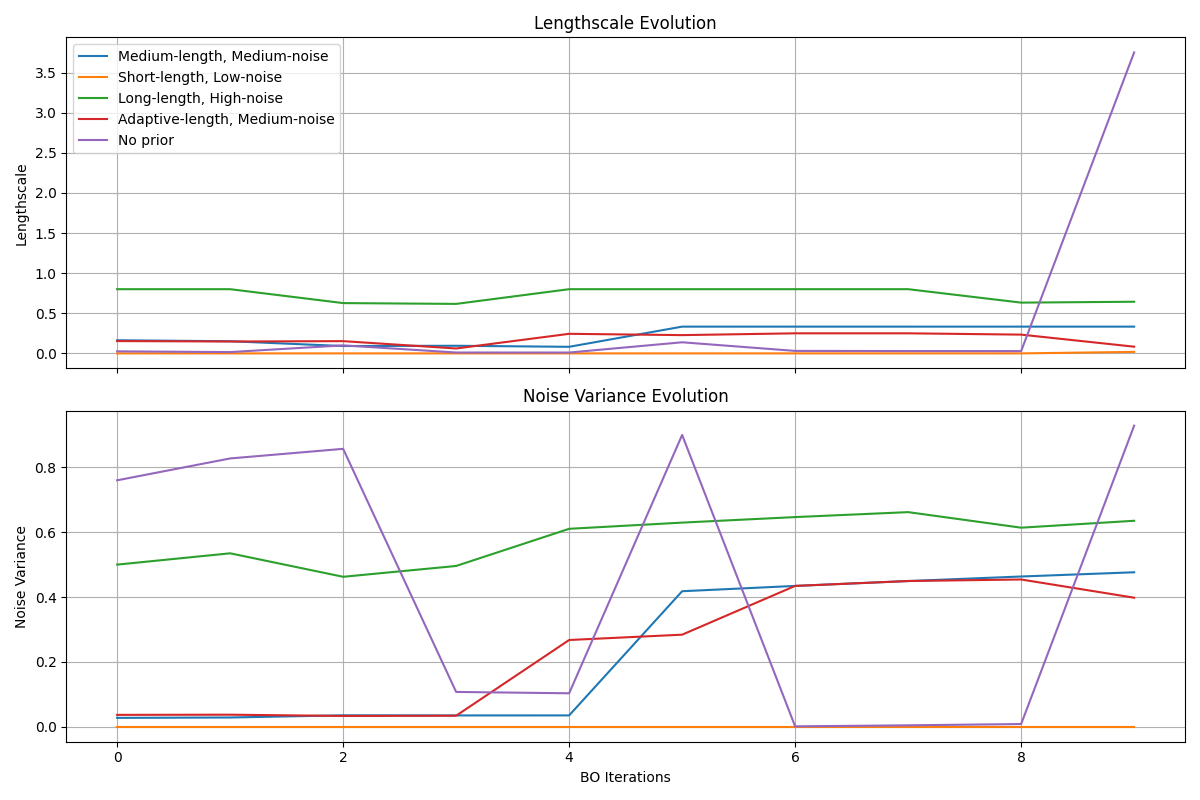 Lengthscale Evolution
Medium-length, Medium-noise
Short-length, Low-noise
Long-length, High-noise
Adaptive-length, Medium-noise
No prior
3.5
3.0
2.5
2.0
1.5
1.0
0.5
0.0
Lengthscale
Noise Variance Evolution
0.8
0.6
0.4
0.2
0.0
Noise Variance
0 2 4 6 8
BO Iterations